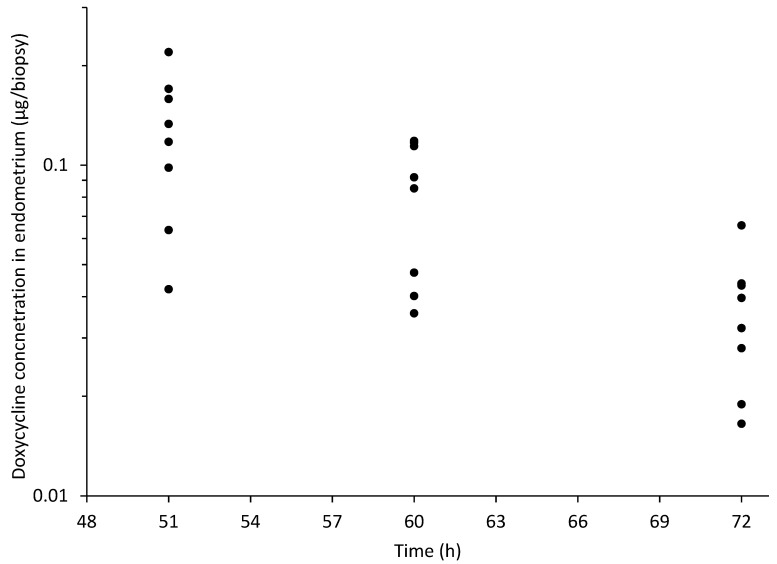 Doxycycline concnetration in endometrium (µg/biopsy)
0.1
0.01
48 51 54 57 60 63 66 69 72
Time (h)